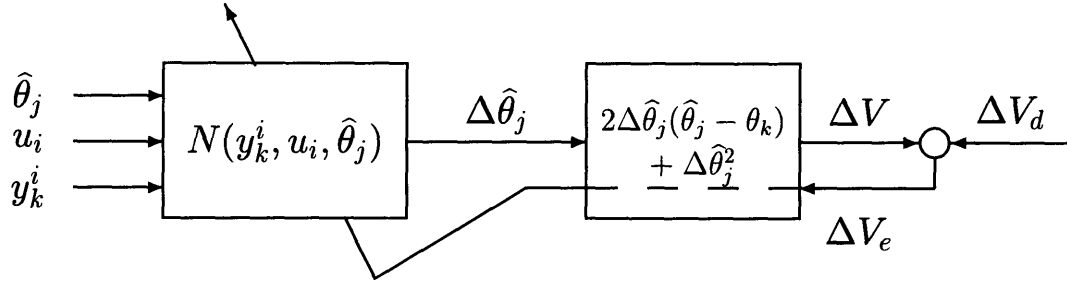 θ̂_j
u_i
y_k^i
N(y_k^i, u_i, θ̂_j)
Δθ̂_j
2Δθ̂_j(θ̂_j − θ_k)
+ Δθ̂_j^2
ΔV
ΔV_d
ΔV_e